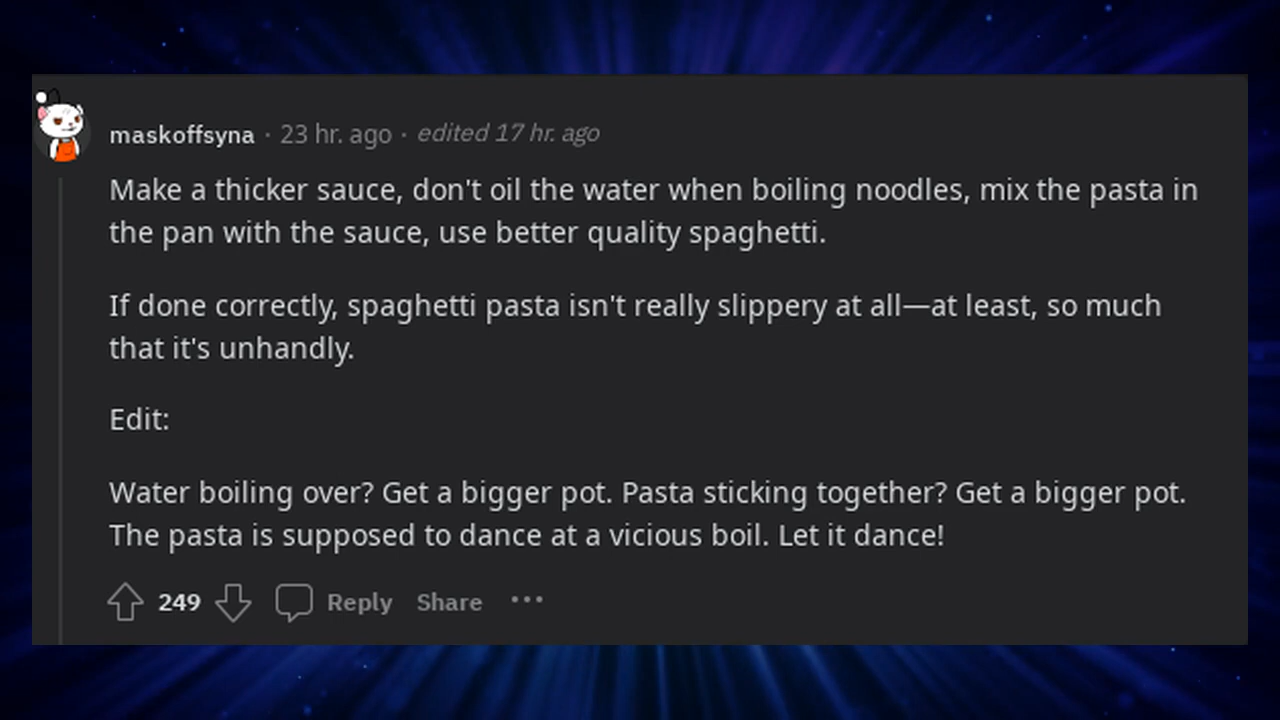 maskoffsyna · 23 hr. ago · edited 17 hr. ago
Make a thicker sauce, don't oil the water when boiling noodles, mix the pasta in
the pan with the sauce, use better quality spaghetti.
If done correctly, spaghetti pasta isn't really slippery at all—at least, so much
that it's unhandly.
Edit:
Water boiling over? Get a bigger pot. Pasta sticking together? Get a bigger pot.
The pasta is supposed to dance at a vicious boil. Let it dance!
249 Reply Share •••